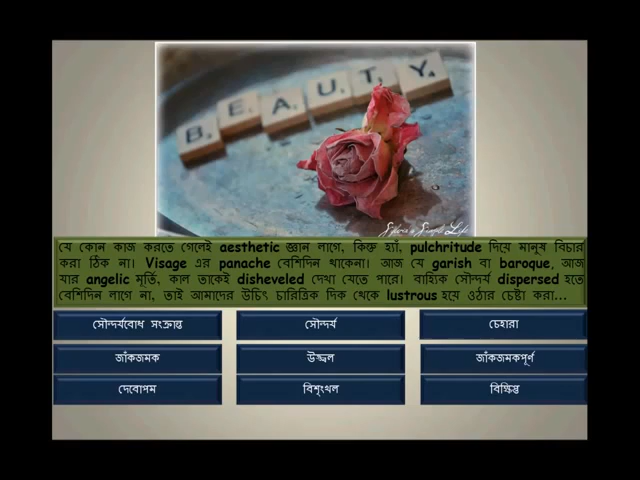 BEAUTY
যে কোন কাজ করতে গেলেই aesthetic জ্ঞান লাগে, কিন্তু হ্যাঁ, pulchritude দিয়ে মানুষ বিচার
করা ঠিক না। Visage এর panache বেশিদিন থাকেনা। আজ যে garish বা baroque, আজ
যার angelic মূর্তি, কাল তাকেই disheveled দেখা যেতে পারে। বাহ্যিক সৌন্দর্য dispersed হতে
বেশিদিন লাগে না, তাই আমাদের উচিৎ চারিত্রিক দিক থেকে lustrous হয়ে ওঠার চেষ্টা করা...
সৌন্দর্যবোধ সংক্রান্ত সৌন্দর্য চেহারা
জাঁকজমক উজ্জ্বল জাঁকজমকপূর্ণ
দেবোপম বিশৃংখল বিক্ষিপ্ত